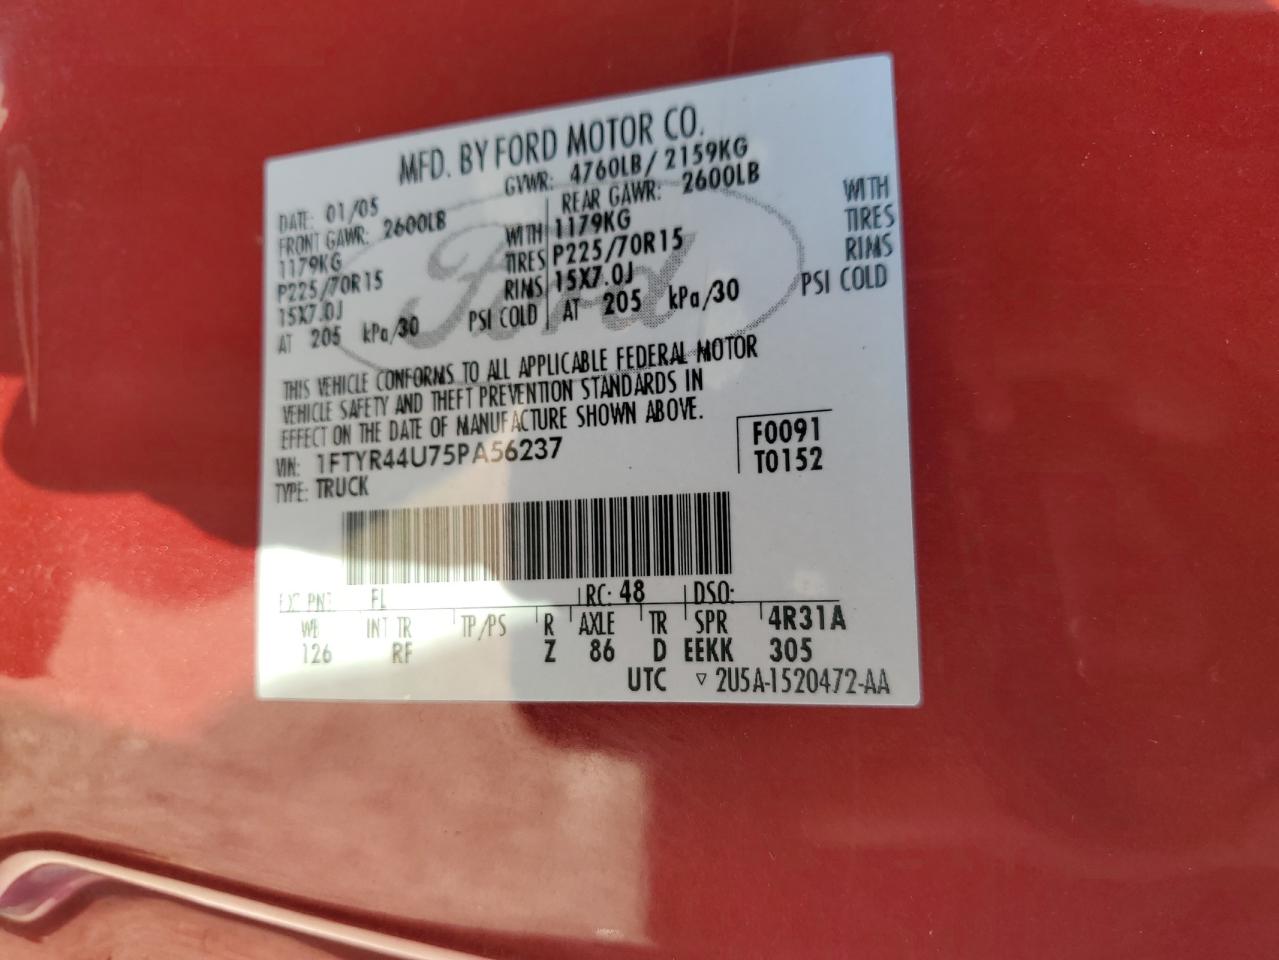 MFD. BY FORD MOTOR CO.
DATE: 01/05 GVWR: 4760LB/ 2159KG
FRONT GAWR: 2600LB REAR GAWR: 2600LB
1179KG WITH 1179KG WITH
P225/70R15 TIRES P225/70R15 TIRES
15X7.0J RIMS 15X7.0J RIMS
AT 205 kPa/30 PSI COLD AT 205 kPa/30 PSI COLD
Ford
THIS VEHICLE CONFORMS TO ALL APPLICABLE FEDERAL MOTOR
VEHICLE SAFETY AND THEFT PREVENTION STANDARDS IN
EFFECT ON THE DATE OF MANUFACTURE SHOWN ABOVE.
VIN: 1FTYR44U75PA56237 F0091
TYPE: TRUCK T0152
EXT PNT: FL RC: 48 DSO:
WB INT TR TP/PS R AXLE TR SPR 4R31A
126 RF Z 86 D EEKK 305
UTC ▽ 2U5A-1520472-AA